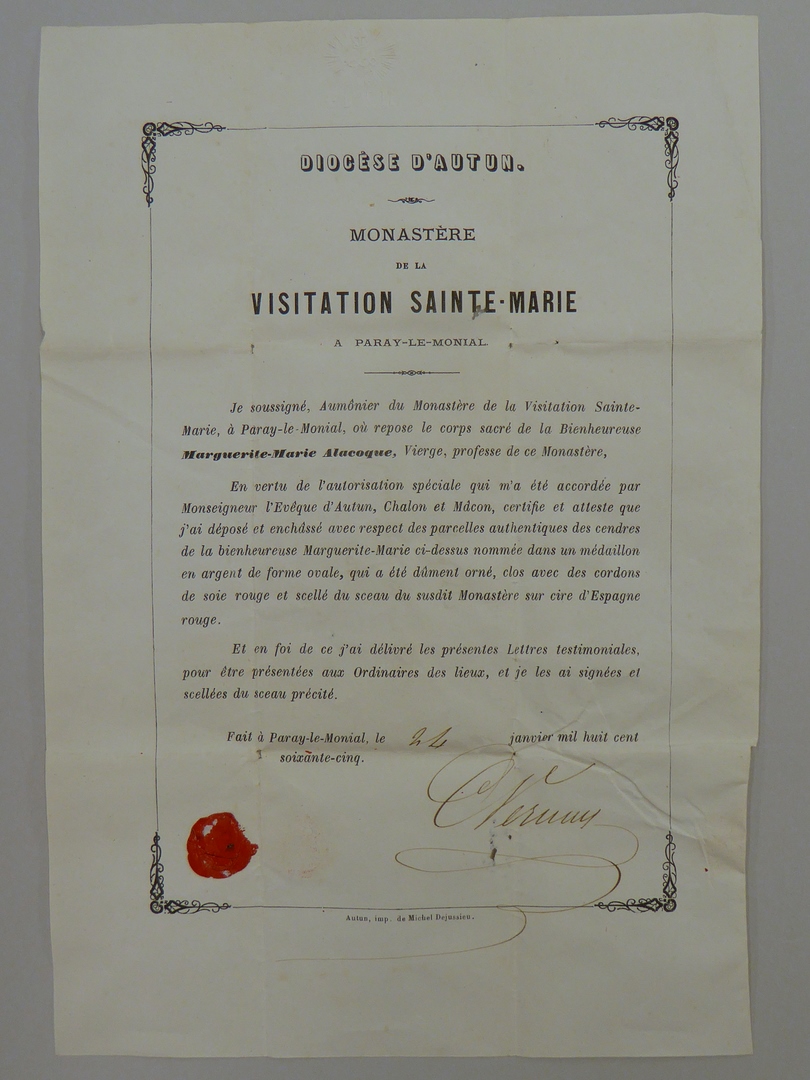 DIOCÈSE D'AUTUN.
MONASTÈRE
DE LA
VISITATION SAINTE-MARIE
A PARAY-LE-MONIAL.
Je soussigné, Aumônier du Monastère de la Visitation Sainte-
Marie, à Paray-le-Monial, où repose le corps sacré de la Bienheureuse
Marguerite-Marie Alacoque, Vierge, professe de ce Monastère,
En vertu de l'autorisation spéciale qui m'a été accordée par
Monseigneur l'Evêque d'Autun, Chalon et Mâcon, certifie et atteste que
j'ai déposé et enchâssé avec respect des parcelles authentiques des cendres
de la bienheureuse Marguerite-Marie ci-dessus nommée dans un médaillon
en argent de forme ovale, qui a été dûment orné, clos avec des cordons
de soie rouge et scellé du sceau du susdit Monastère sur cire d'Espagne
rouge.
Et en foi de ce j'ai délivré les présentes Lettres testimoniales,
pour être présentées aux Ordinaires des lieux, et je les ai signées et
scellées du sceau précité.
Fait à Paray-le-Monial, le 24 janvier mil huit cent
soixante-cinq.
Autun, imp. de Michel Dejussieu.